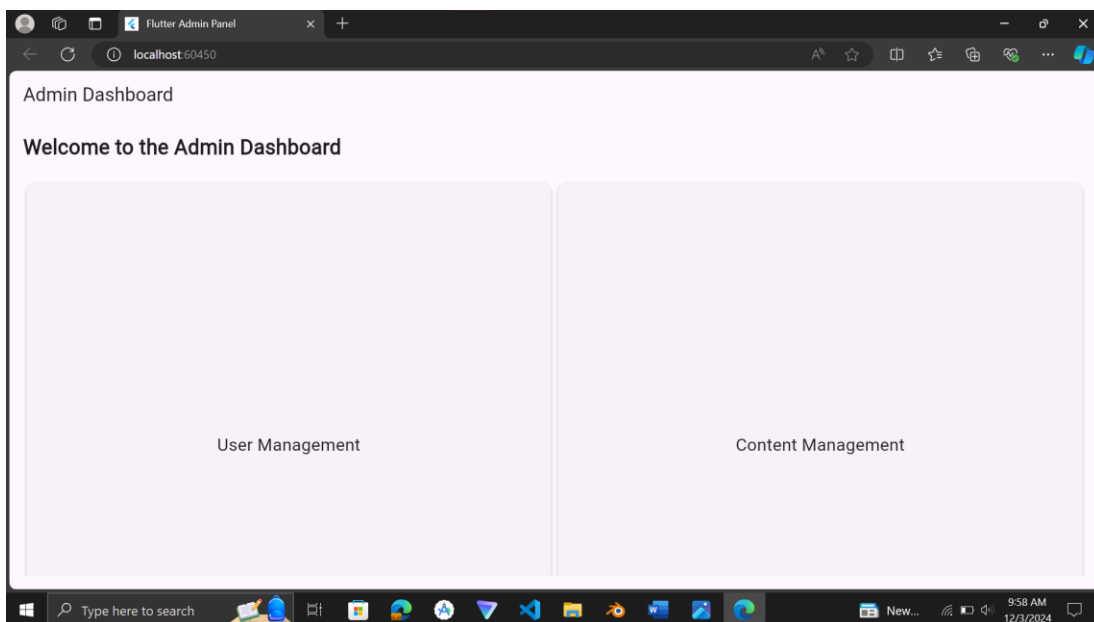 Flutter Admin Panel
localhost:60450
Admin Dashboard
Welcome to the Admin Dashboard
User Management
Content Management
Type here to search
New...
9:58 AM
12/3/2024